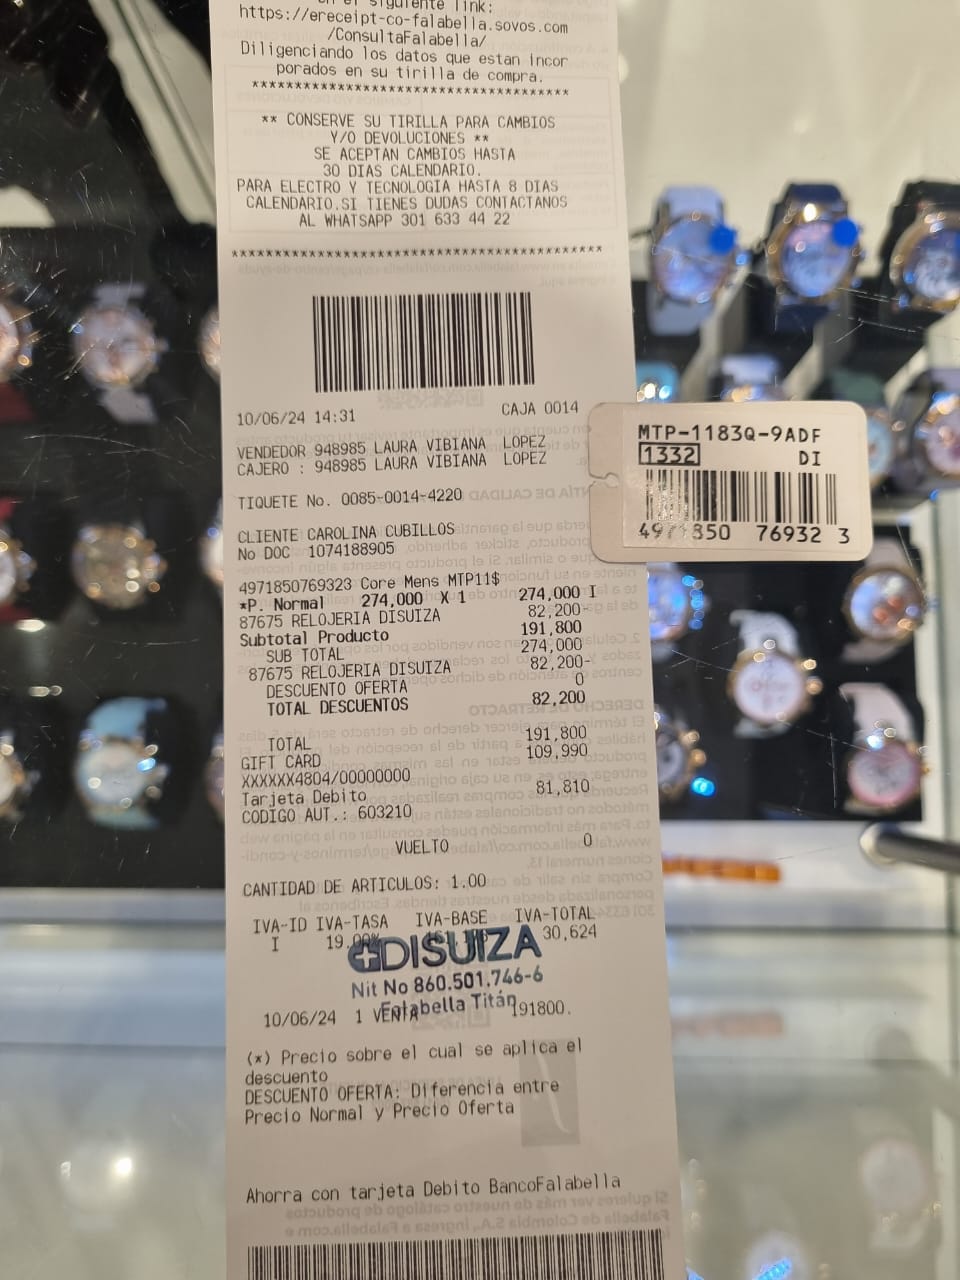 en el siguiente link:
https://ereceipt-co-falabella.sovos.com
/ConsultaFalabella/
Diligenciando los datos que estan incor
porados en su tirilla de compra.
**************************************
** CONSERVE SU TIRILLA PARA CAMBIOS
Y/O DEVOLUCIONES **
SE ACEPTAN CAMBIOS HASTA
30 DIAS CALENDARIO.
PARA ELECTRO Y TECNOLOGIA HASTA 8 DIAS
CALENDARIO.SI TIENES DUDAS CONTACTANOS
AL WHATSAPP 301 633 44 22
********************************************
10/06/24 14:31 CAJA 0014
VENDEDOR 948985 LAURA VIBIANA LOPEZ
CAJERO : 948985 LAURA VIBIANA LOPEZ
TIQUETE No. 0085-0014-4220
CLIENTE CAROLINA CUBILLOS
No DOC 1074188905
4971850769323 Core Mens MTP11$
*P. Normal 274,000 X 1 274,000 I
87675 RELOJERIA DISUIZA 82,200-
Subtotal Producto 191,800
SUB TOTAL 274,000
87675 RELOJERIA DISUIZA 82,200-
DESCUENTO OFERTA 0
TOTAL DESCUENTOS 82,200
TOTAL 191,800
GIFT CARD 109,990
XXXXXX4804/00000000
Tarjeta Debito 81,810
CODIGO AUT.: 603210
VUELTO 0
CANTIDAD DE ARTICULOS: 1.00
IVA-ID IVA-TASA IVA-BASE IVA-TOTAL
I 19.00% 30,624
DISUIZA
Nit No 860.501.746-6
Falabella Titán
10/06/24 1 VENTA 191800.
(*) Precio sobre el cual se aplica el
descuento
DESCUENTO OFERTA: Diferencia entre
Precio Normal y Precio Oferta
Ahorra con tarjeta Debito BancoFalabella
MTP-1183Q-9ADF
1332 DI
4971850 76932 3